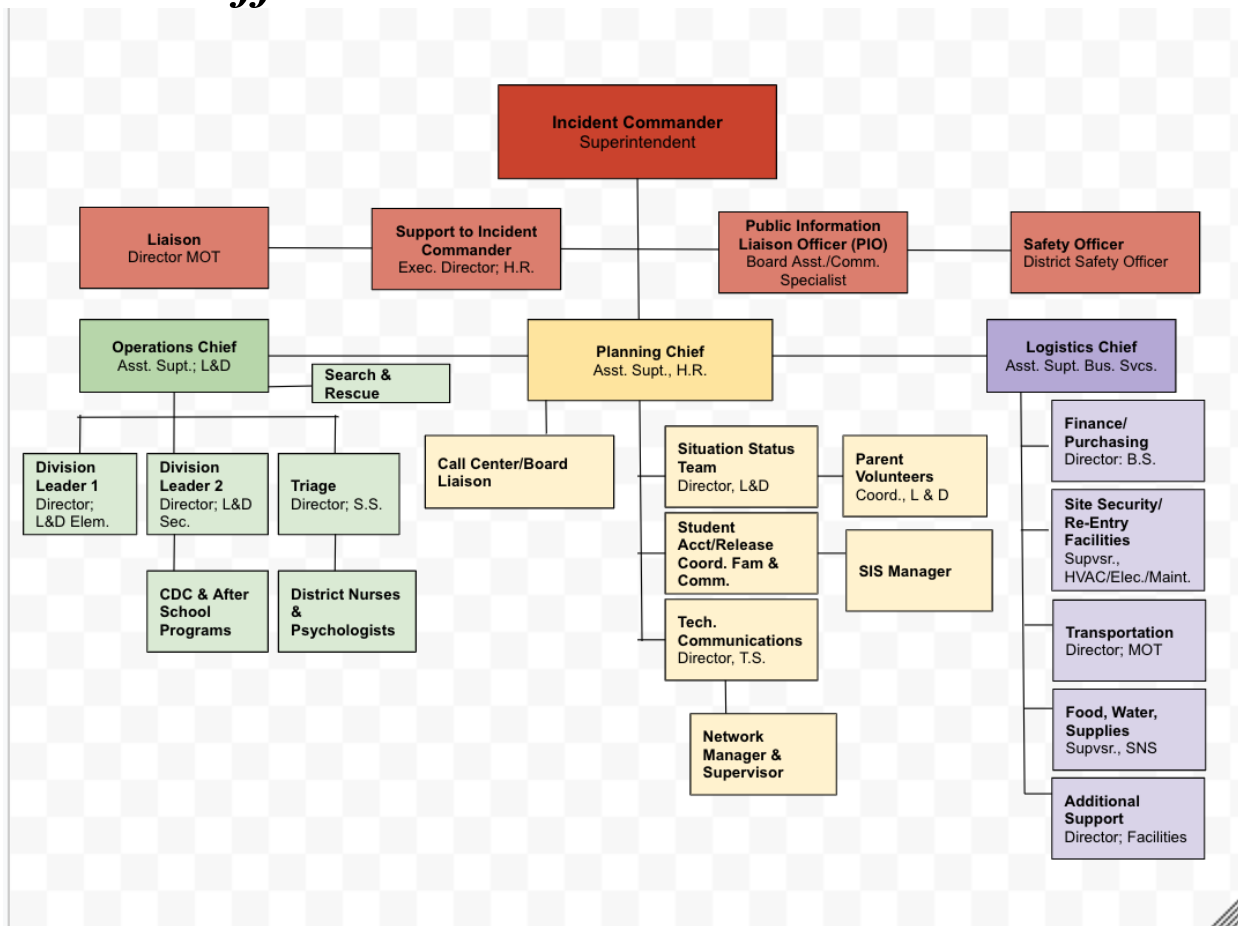 Incident Commander
Superintendent
Liaison
Director MOT
Support to Incident
Commander
Exec. Director; H.R.
Public Information
Liaison Officer (PIO)
Board Asst./Comm.
Specialist
Safety Officer
District Safety Officer
Operations Chief
Asst. Supt.; L&D
Planning Chief
Asst. Supt., H.R.
Logistics Chief
Asst. Supt. Bus. Svcs.
Search &
Rescue
Division
Leader 1
Director;
L&D Elem.
Division
Leader 2
Director; L&D
Sec.
Triage
Director; S.S.
CDC & After
School
Programs
District Nurses
&
Psychologists
Call Center/Board
Liaison
Situation Status
Team
Director, L&D
Parent
Volunteers
Coord., L & D
Student
Acct/Release
Coord. Fam &
Comm.
SIS Manager
Tech.
Communications
Director, T.S.
Network
Manager &
Supervisor
Finance/
Purchasing
Director: B.S.
Site Security/
Re-Entry
Facilities
Supvsr.,
HVAC/Elec./Maint.
Transportation
Director; MOT
Food, Water,
Supplies
Supvsr., SNS
Additional
Support
Director; Facilities